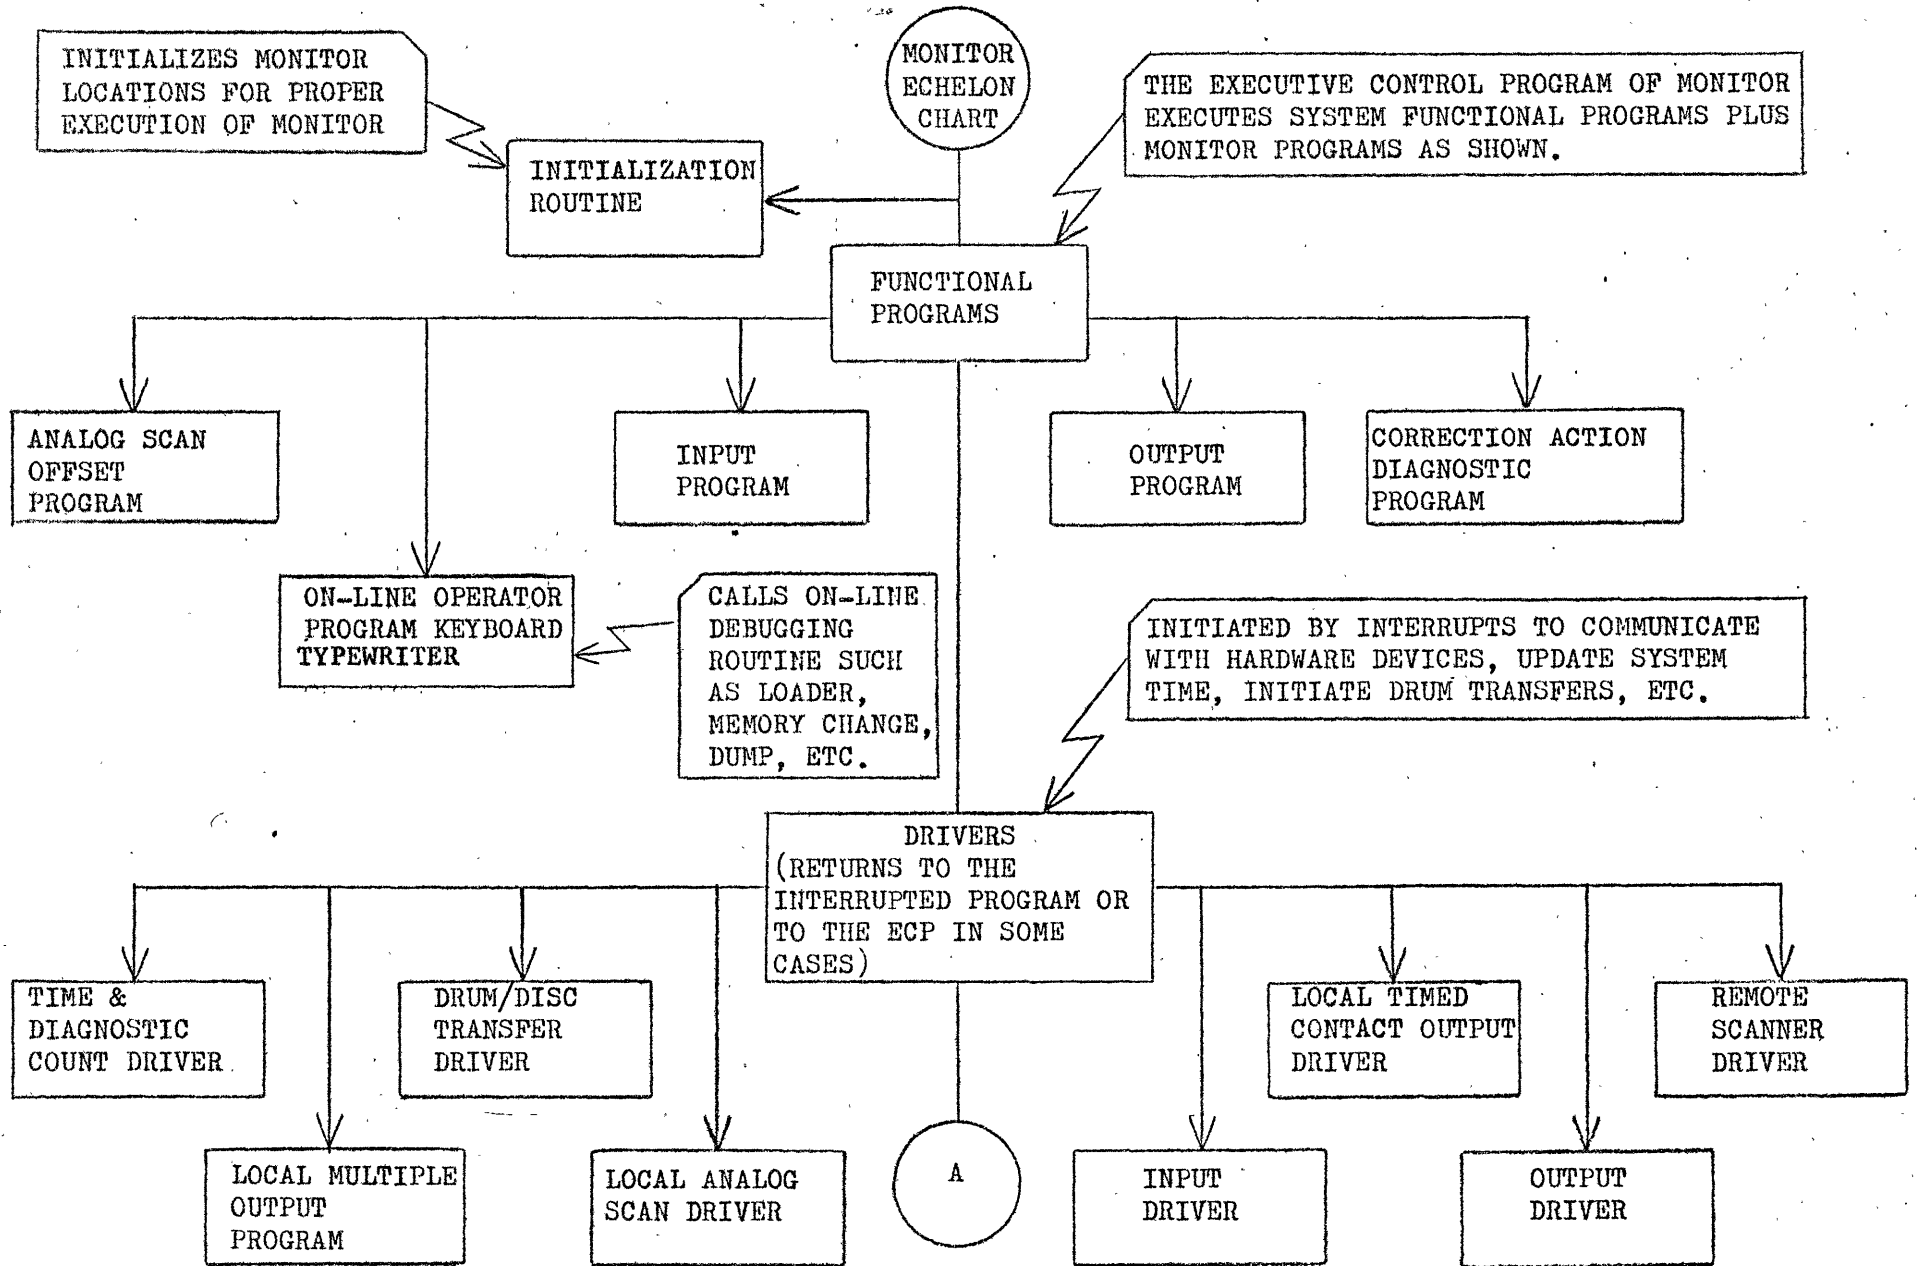 MONITOR
ECHELON
CHART
INITIALIZES MONITOR
LOCATIONS FOR PROPER
EXECUTION OF MONITOR
THE EXECUTIVE CONTROL PROGRAM OF MONITOR
EXECUTES SYSTEM FUNCTIONAL PROGRAMS PLUS
MONITOR PROGRAMS AS SHOWN.
INITIALIZATION
ROUTINE
FUNCTIONAL
PROGRAMS
ANALOG SCAN
OFFSET
PROGRAM
INPUT
PROGRAM
OUTPUT
PROGRAM
CORRECTION ACTION
DIAGNOSTIC
PROGRAM
ON-LINE OPERATOR
PROGRAM KEYBOARD
TYPEWRITER
CALLS ON-LINE
DEBUGGING
ROUTINE SUCH
AS LOADER,
MEMORY CHANGE,
DUMP, ETC.
INITIATED BY INTERRUPTS TO COMMUNICATE
WITH HARDWARE DEVICES, UPDATE SYSTEM
TIME, INITIATE DRUM TRANSFERS, ETC.
DRIVERS
(RETURNS TO THE
INTERRUPTED PROGRAM OR
TO THE ECP IN SOME
CASES)
TIME &
DIAGNOSTIC
COUNT DRIVER
DRUM/DISC
TRANSFER
DRIVER
LOCAL TIMED
CONTACT OUTPUT
DRIVER
REMOTE
SCANNER
DRIVER
LOCAL MULTIPLE
OUTPUT
PROGRAM
LOCAL ANALOG
SCAN DRIVER
A
INPUT
DRIVER
OUTPUT
DRIVER